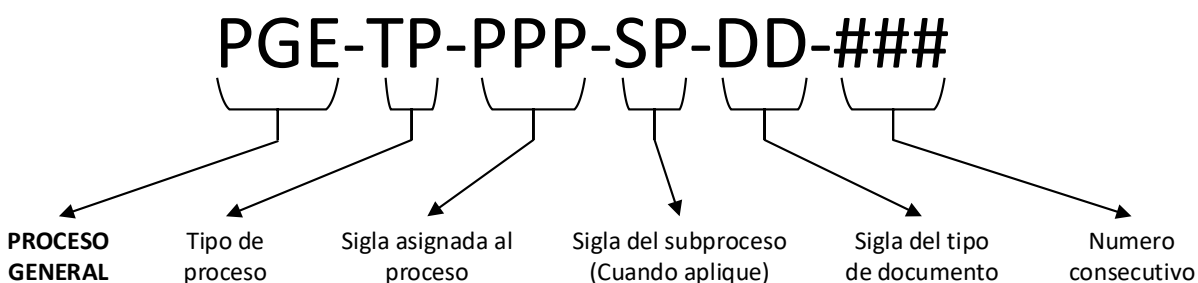 PGE-TP-PPP-SP-DD-###
PROCESO GENERAL
Tipo de proceso
Sigla asignada al proceso
Sigla del subproceso (Cuando aplique)
Sigla del tipo de documento
Numero consecutivo